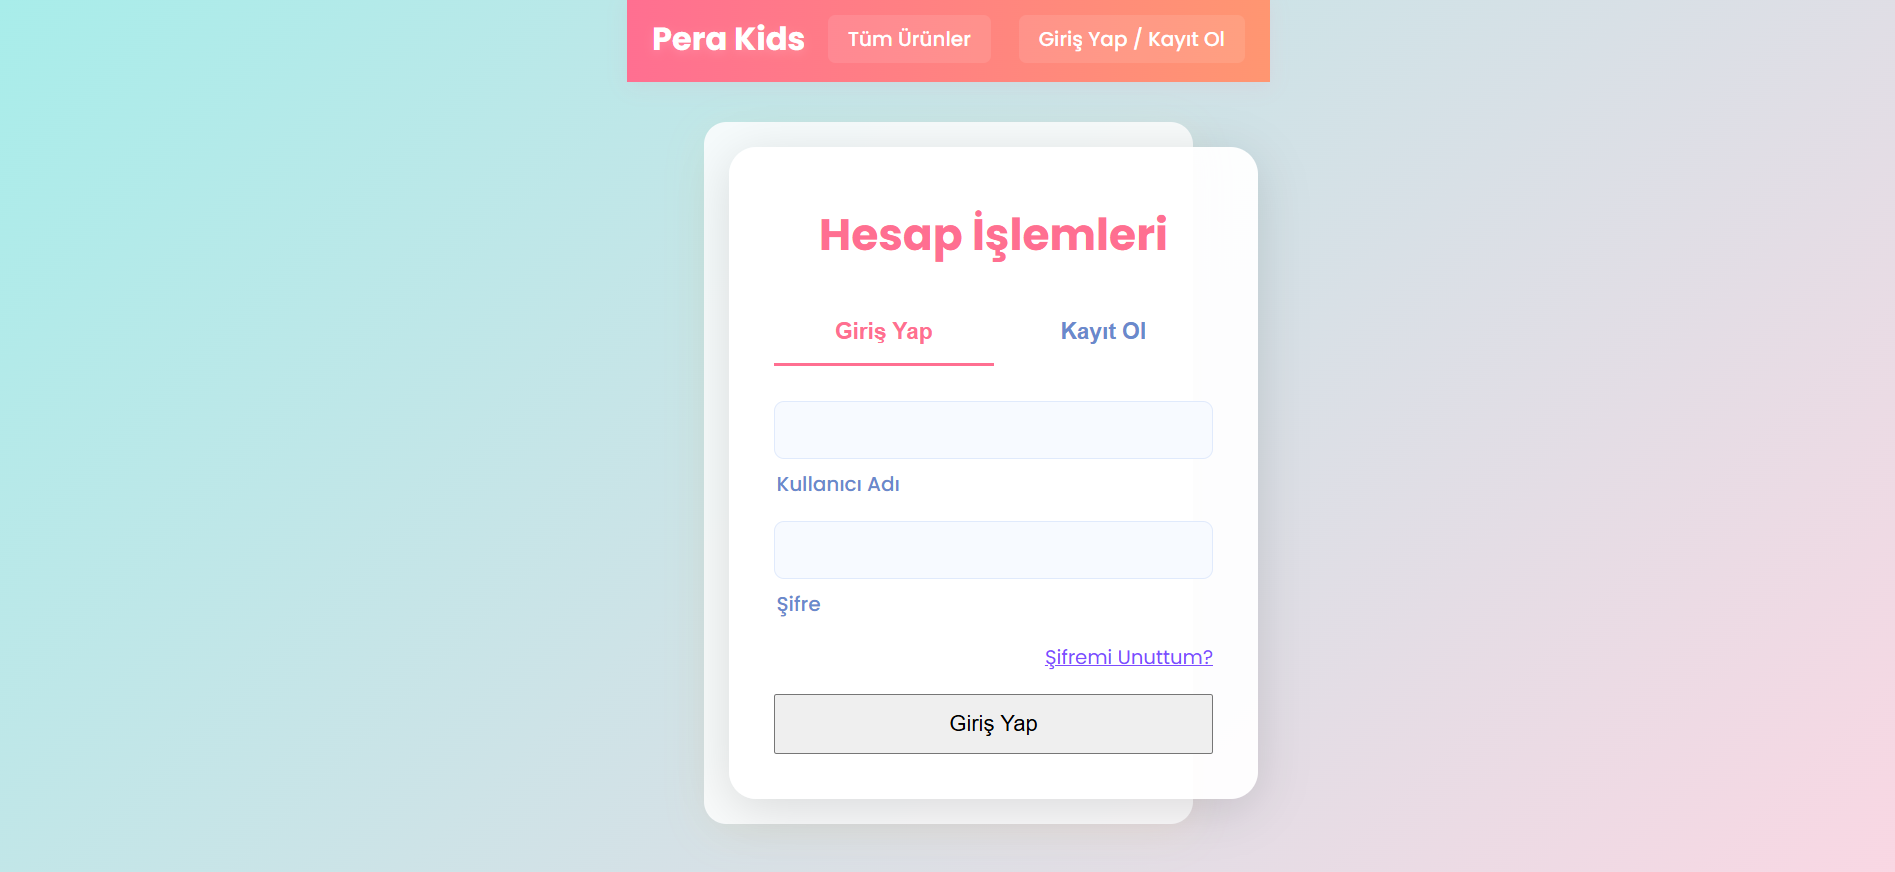 Pera Kids
Tüm Ürünler
Giriş Yap / Kayıt Ol
Hesap İşlemleri
Giriş Yap
Kayıt Ol
Kullanıcı Adı
Şifre
Şifremi Unuttum?
Giriş Yap